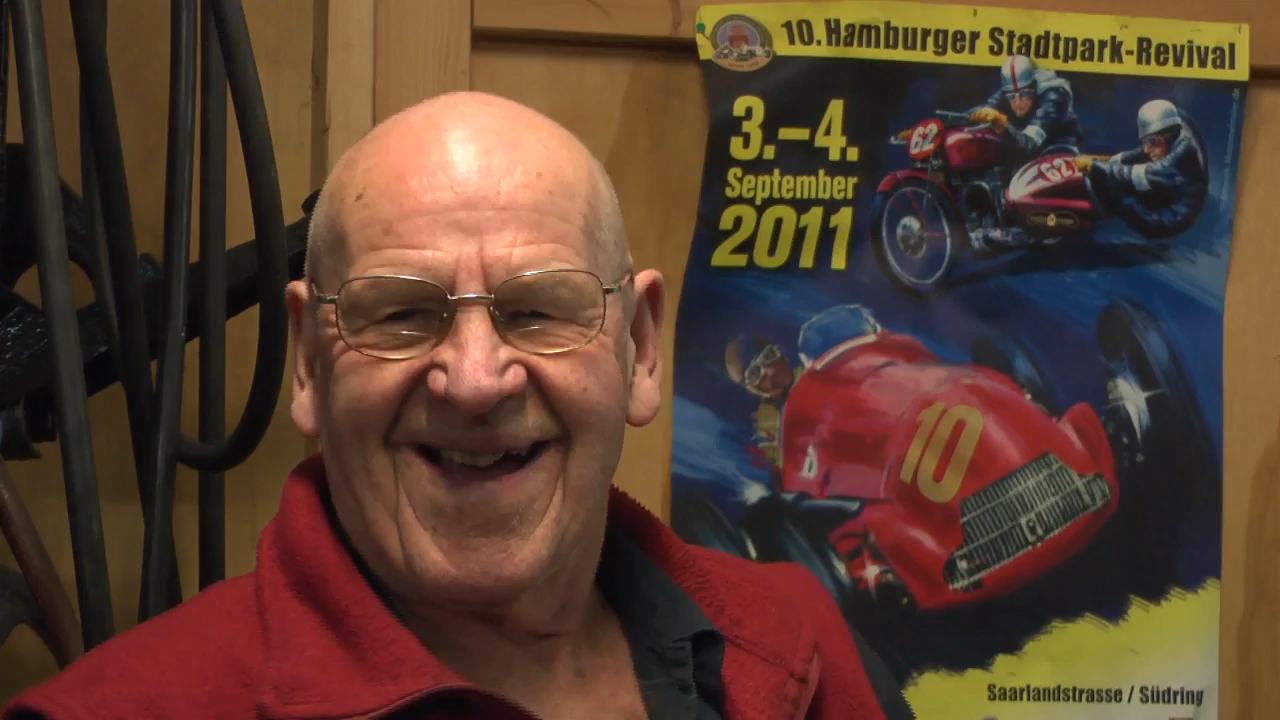 10. Hamburger Stadtpark-Revival
3.–4.
September
2011
62
62
10
Saarlandstrasse / Südring